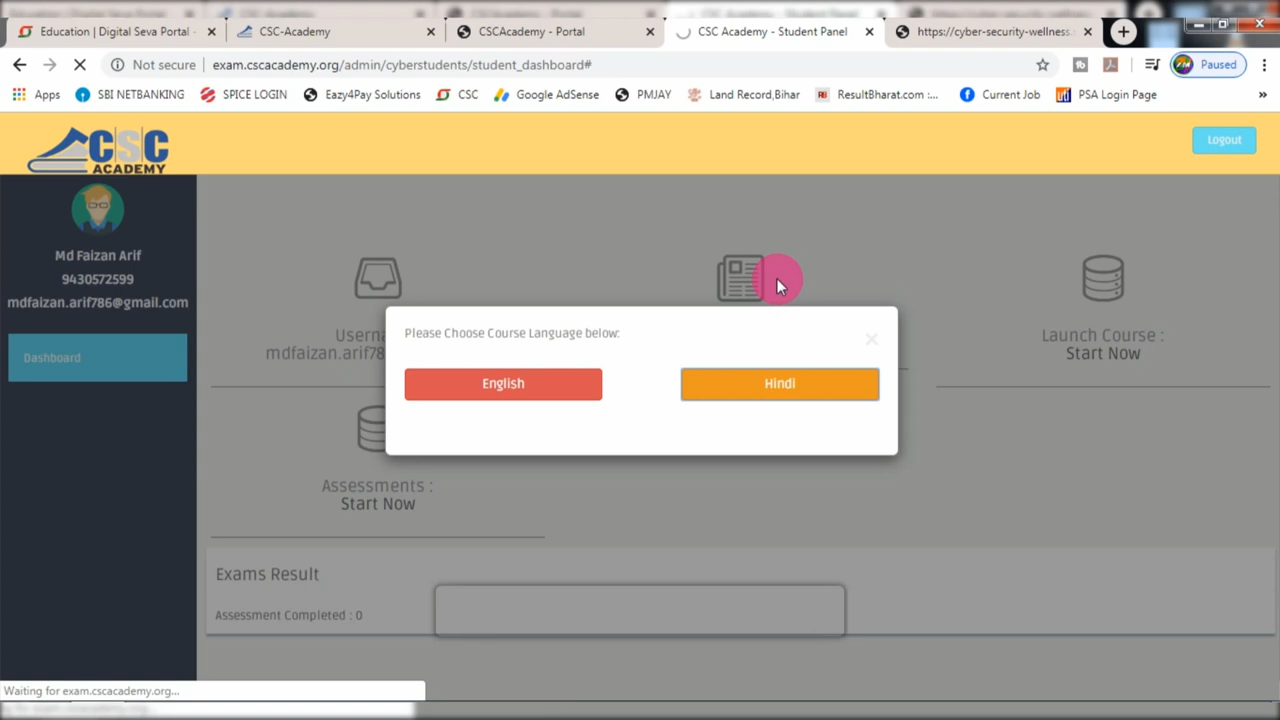 Education | Digital Seva Portal
CSC-Academy
CSCAcademy - Portal
CSC Academy - Student Panel
https://cyber-security-wellness.
Not secure
exam.cscacademy.org/admin/cyberstudents/student_dashboard#
Paused
Apps
SBI NETBANKING
SPICE LOGIN
Eazy4Pay Solutions
CSC
Google AdSense
PMJAY
Land Record,Bihar
ResultBharat.com :...
Current Job
PSA Login Page
»
CSC
ACADEMY
Logout
Md Faizan Arif
9430572599
mdfaizan.arif786@gmail.com
Dashboard
Userna
mdfaizan.arif78
Launch Course :
Start Now
Please Choose Course Language below:
×
English
Hindi
Assessments :
Start Now
Exams Result
Assessment Completed : 0
Waiting for exam.cscacademy.org...